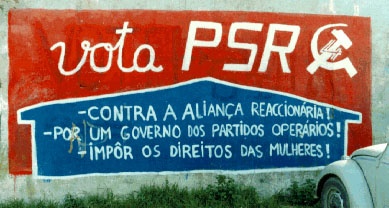 vota PSR
-CONTRA A ALIANÇA REACCIONÁRIA!
-POR UM GOVERNO DOS PARTIDOS OPERÁRIOS!
-IMPÔR OS DIREITOS DAS MULHERES!